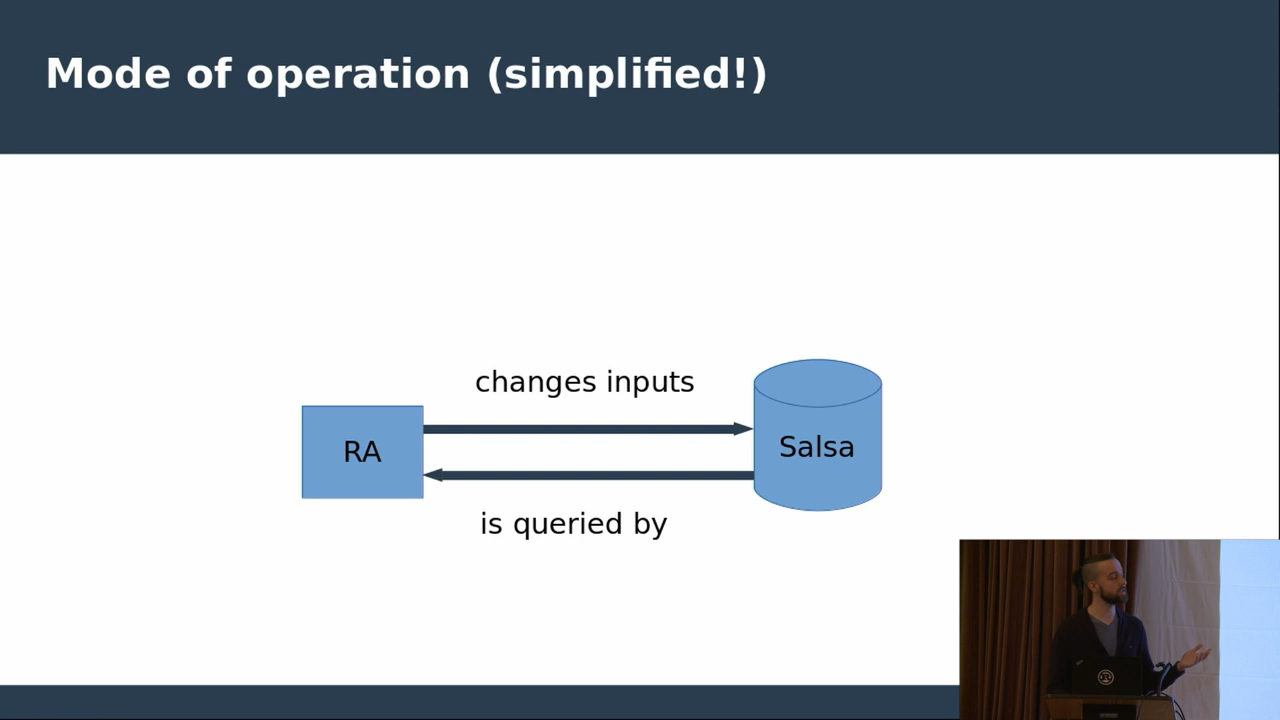 Mode of operation (simplified!)
changes inputs
RA
Salsa
is queried by